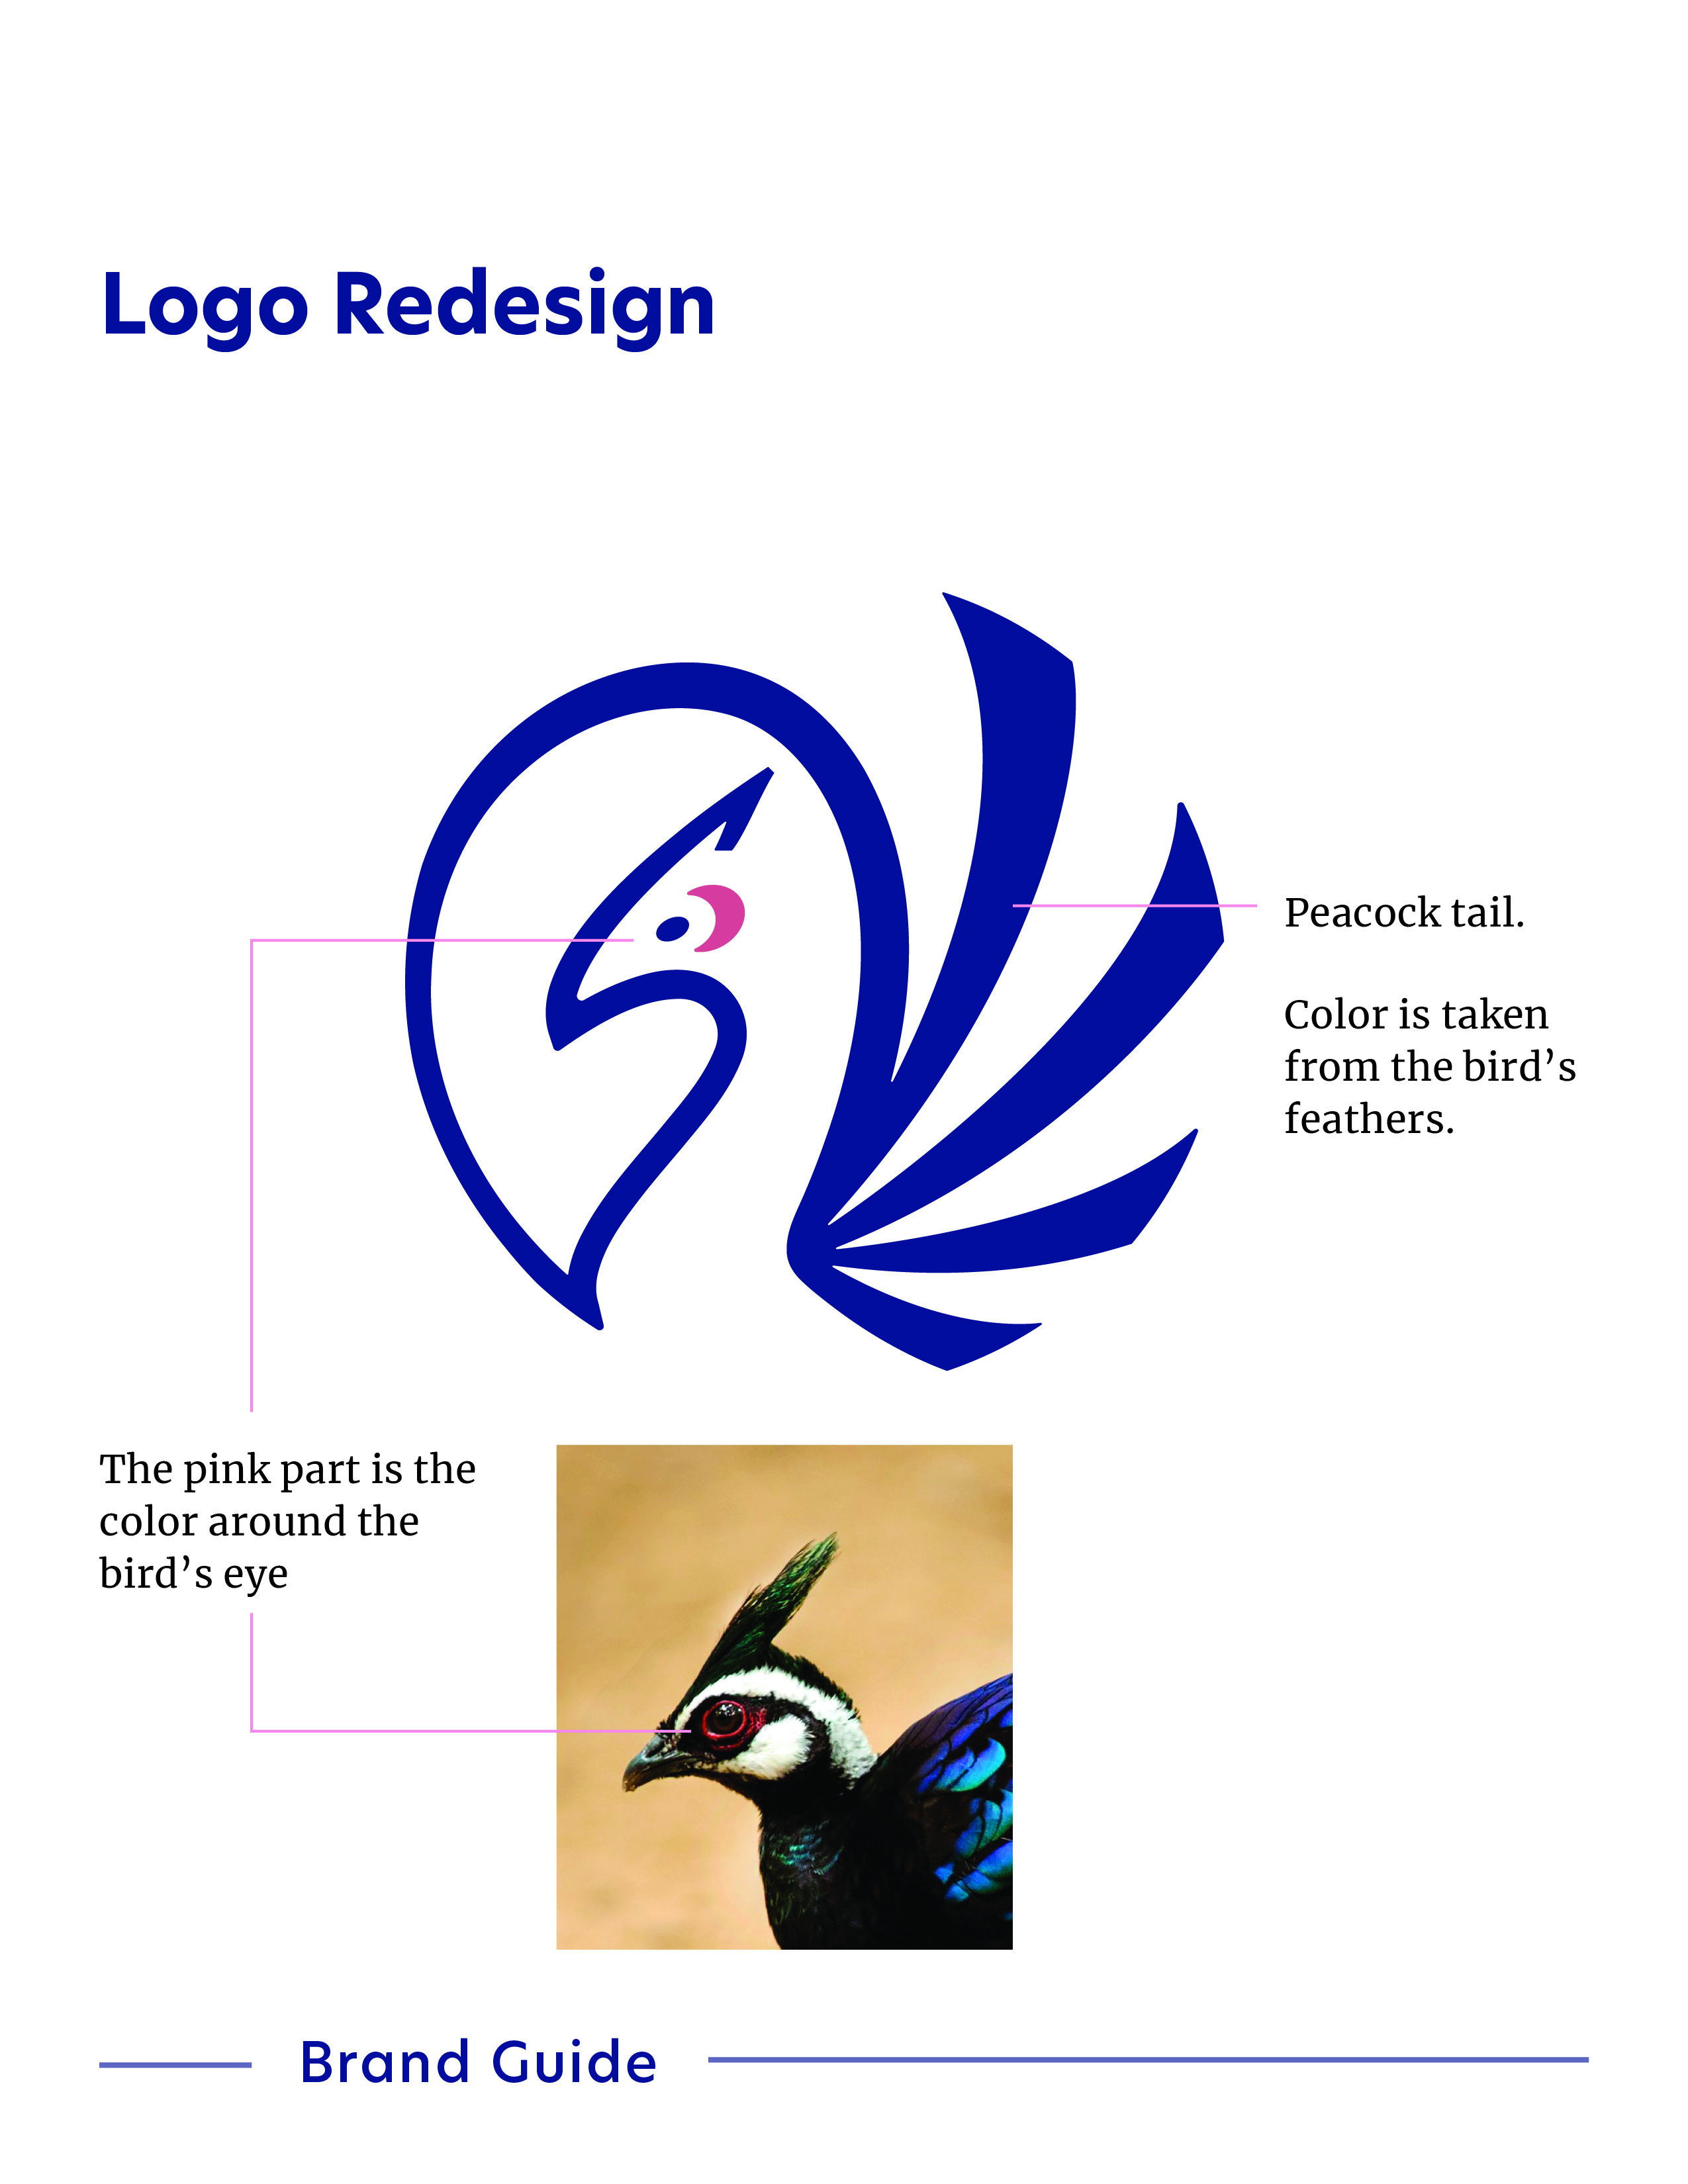 Logo Redesign
Peacock tail.
Color is taken
from the bird’s
feathers.
The pink part is the
color around the
bird’s eye
Brand Guide